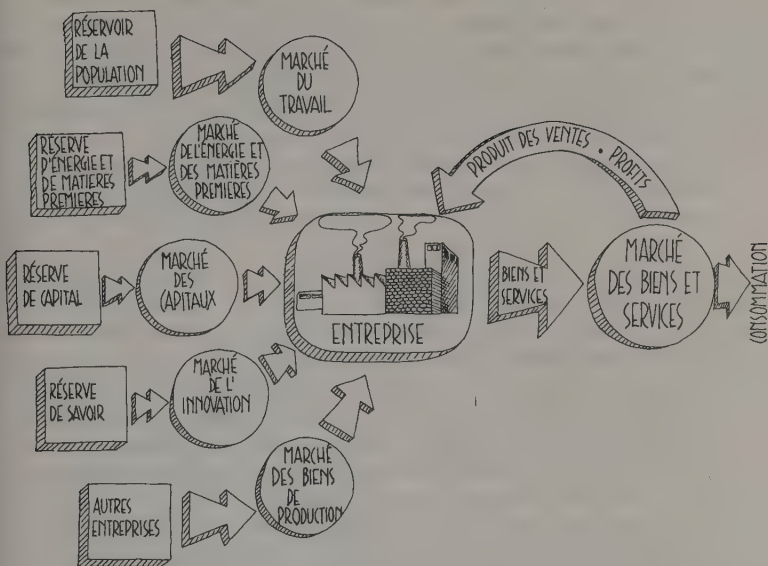 RÉSERVOIR
DE LA
POPULATION
MARCHÉ
DU
TRAVAIL
RÉSERVE
D'ÉNERGIE ET
DE MATIÈRES
PREMIÈRES
MARCHÉ
DE L'ÉNERGIE ET
DES MATIÈRES
PREMIÈRES
RÉSERVE
DE CAPITAL
MARCHÉ
DES
CAPITAUX
RÉSERVE
DE SAVOIR
MARCHÉ
DE L'
INNOVATION
AUTRES
ENTREPRISES
MARCHÉ
DES BIENS
DE
PRODUCTION
ENTREPRISE
PRODUIT DES VENTES • PROFITS
BIENS ET
SERVICES
MARCHÉ
DES BIENS ET
SERVICES
CONSOMMATION